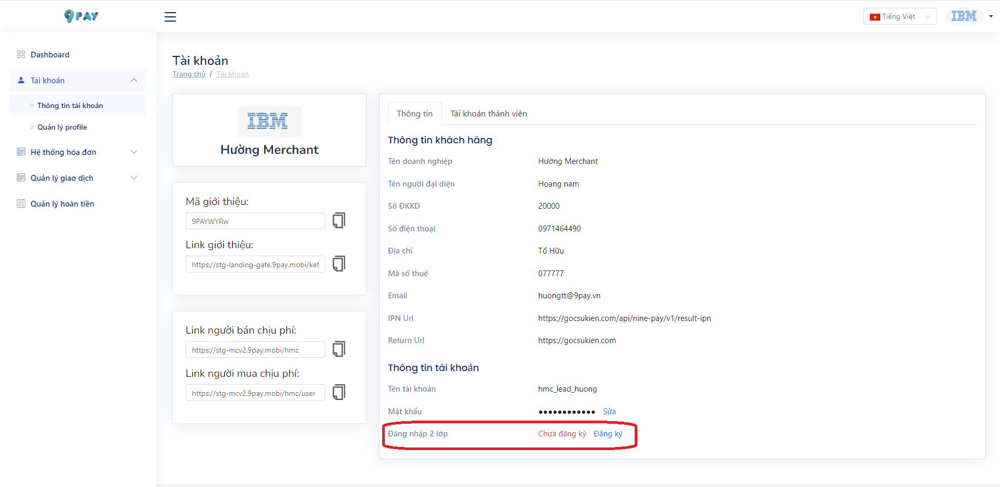 9PAY
Tiếng Việt
IBM
Dashboard
Tài khoản
Thông tin tài khoản
Quản lý profile
Hệ thống hóa đơn
Quản lý giao dịch
Quản lý hoàn tiền
Tài khoản
Trang chủ / Tài khoản
IBM
Hường Merchant
Mã giới thiệu:
9PAYWYRw
Link giới thiệu:
https://stg-landing-gate.9pay.mobi/ket
Link người bán chịu phí:
https://stg-mcv2.9pay.mobi/hmc
Link người mua chịu phí:
https://stg-mcv2.9pay.mobi/hmc/user
Thông tin Tài khoản thành viên
Thông tin khách hàng
Tên doanh nghiệp Hường Merchant
Tên người đại diện Hoang nam
Số ĐKKD 20000
Số điện thoại 0971464490
Địa chỉ Tố Hữu
Mã số thuế 077777
Email huongtt@9pay.vn
IPN Url https://gocsukien.com/api/nine-pay/v1/result-ipn
Return Url https://gocsukien.com
Thông tin tài khoản
Tên tài khoản hmc_lead_huong
Mật khẩu ●●●●●●●●●●●● Sửa
Đăng nhập 2 lớp Chưa đăng ký Đăng ký